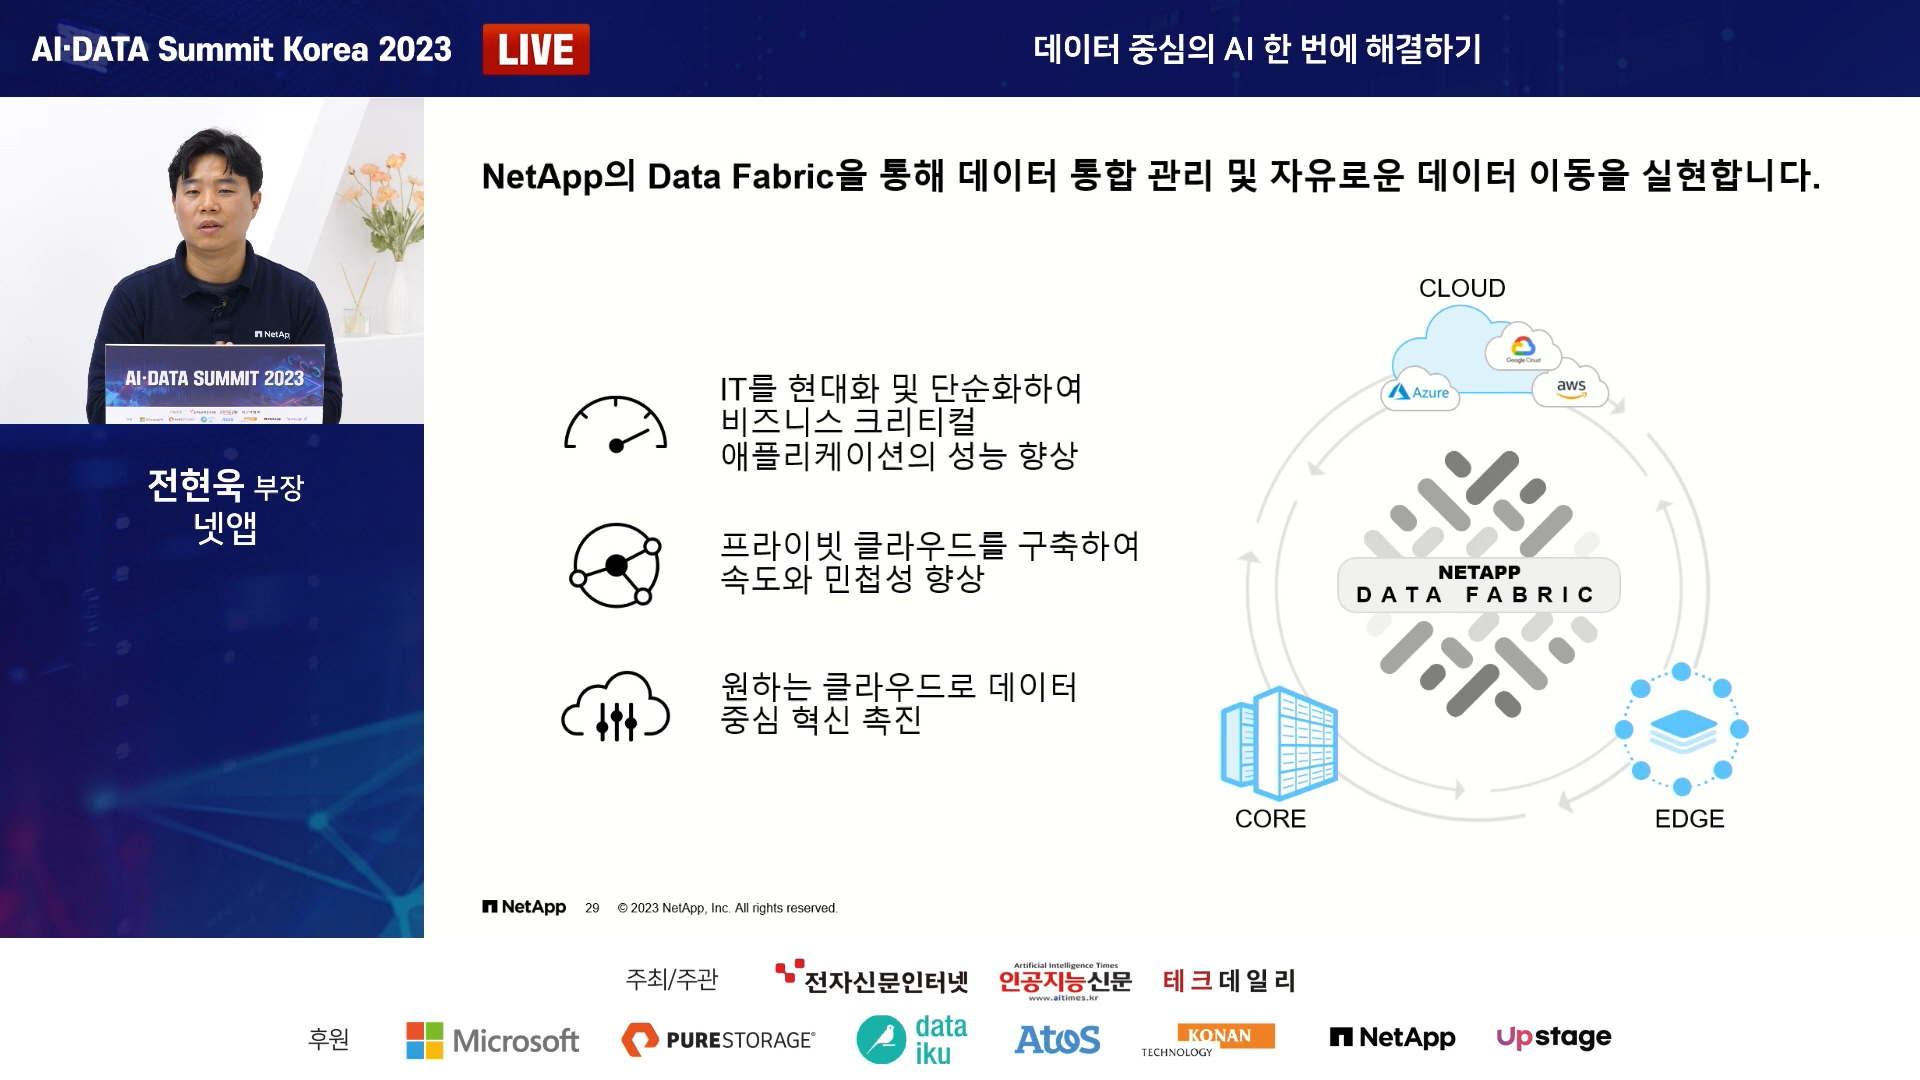 AI·DATA Summit Korea 2023
LIVE
데이터 중심의 AI 한 번에 해결하기
NetApp
AI·DATA SUMMIT 2023
전현욱 부장
넷앱
NetApp의 Data Fabric을 통해 데이터 통합 관리 및 자유로운 데이터 이동을 실현합니다.
IT를 현대화 및 단순화하여
비즈니스 크리티컬
애플리케이션의 성능 향상
프라이빗 클라우드를 구축하여
속도와 민첩성 향상
원하는 클라우드로 데이터
중심 혁신 촉진
CLOUD
Google Cloud
Azure
aws
NETAPP
DATA FABRIC
CORE
EDGE
NetApp 29 © 2023 NetApp, Inc. All rights reserved.
주최/주관
전자신문인터넷
Artificial Intelligence Times
인공지능신문
www.aitimes.kr
테크데일리
후원
Microsoft
PURESTORAGE®
data
iku
Atos
KONAN
TECHNOLOGY
NetApp
Upstage